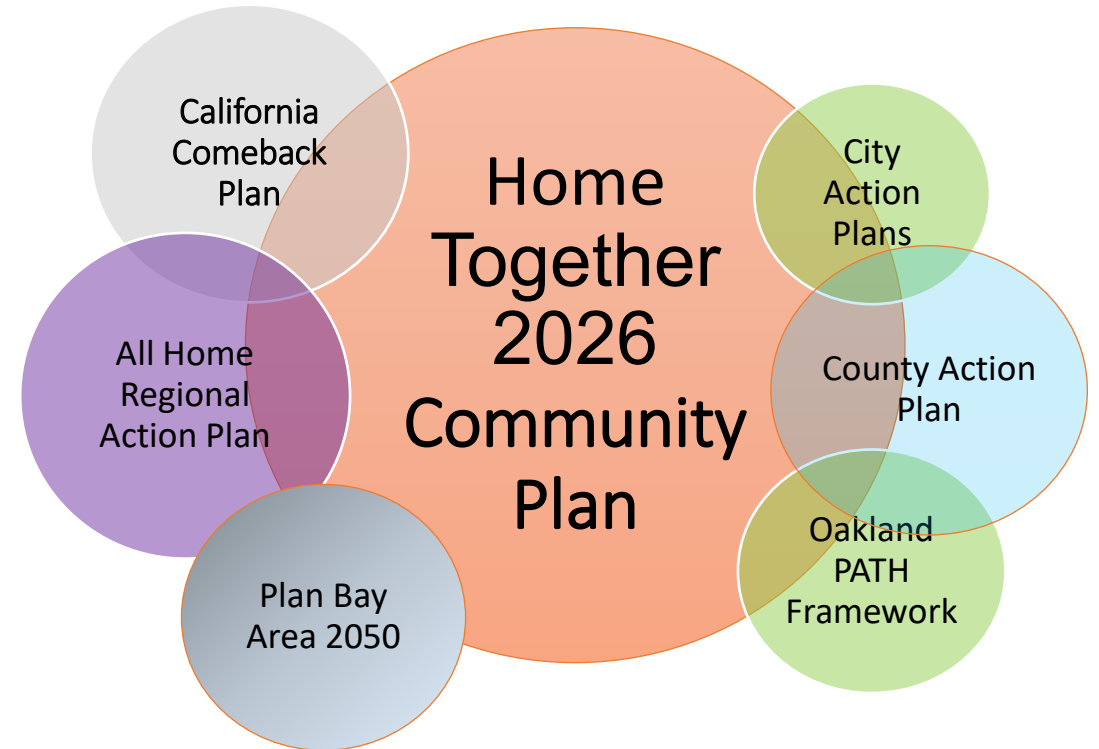 California
Comeback
Plan
All Home
Regional
Action Plan
Plan Bay
Area 2050
Home
Together
2026
Community
Plan
City
Action
Plans
County Action
Plan
Oakland
PATH
Framework